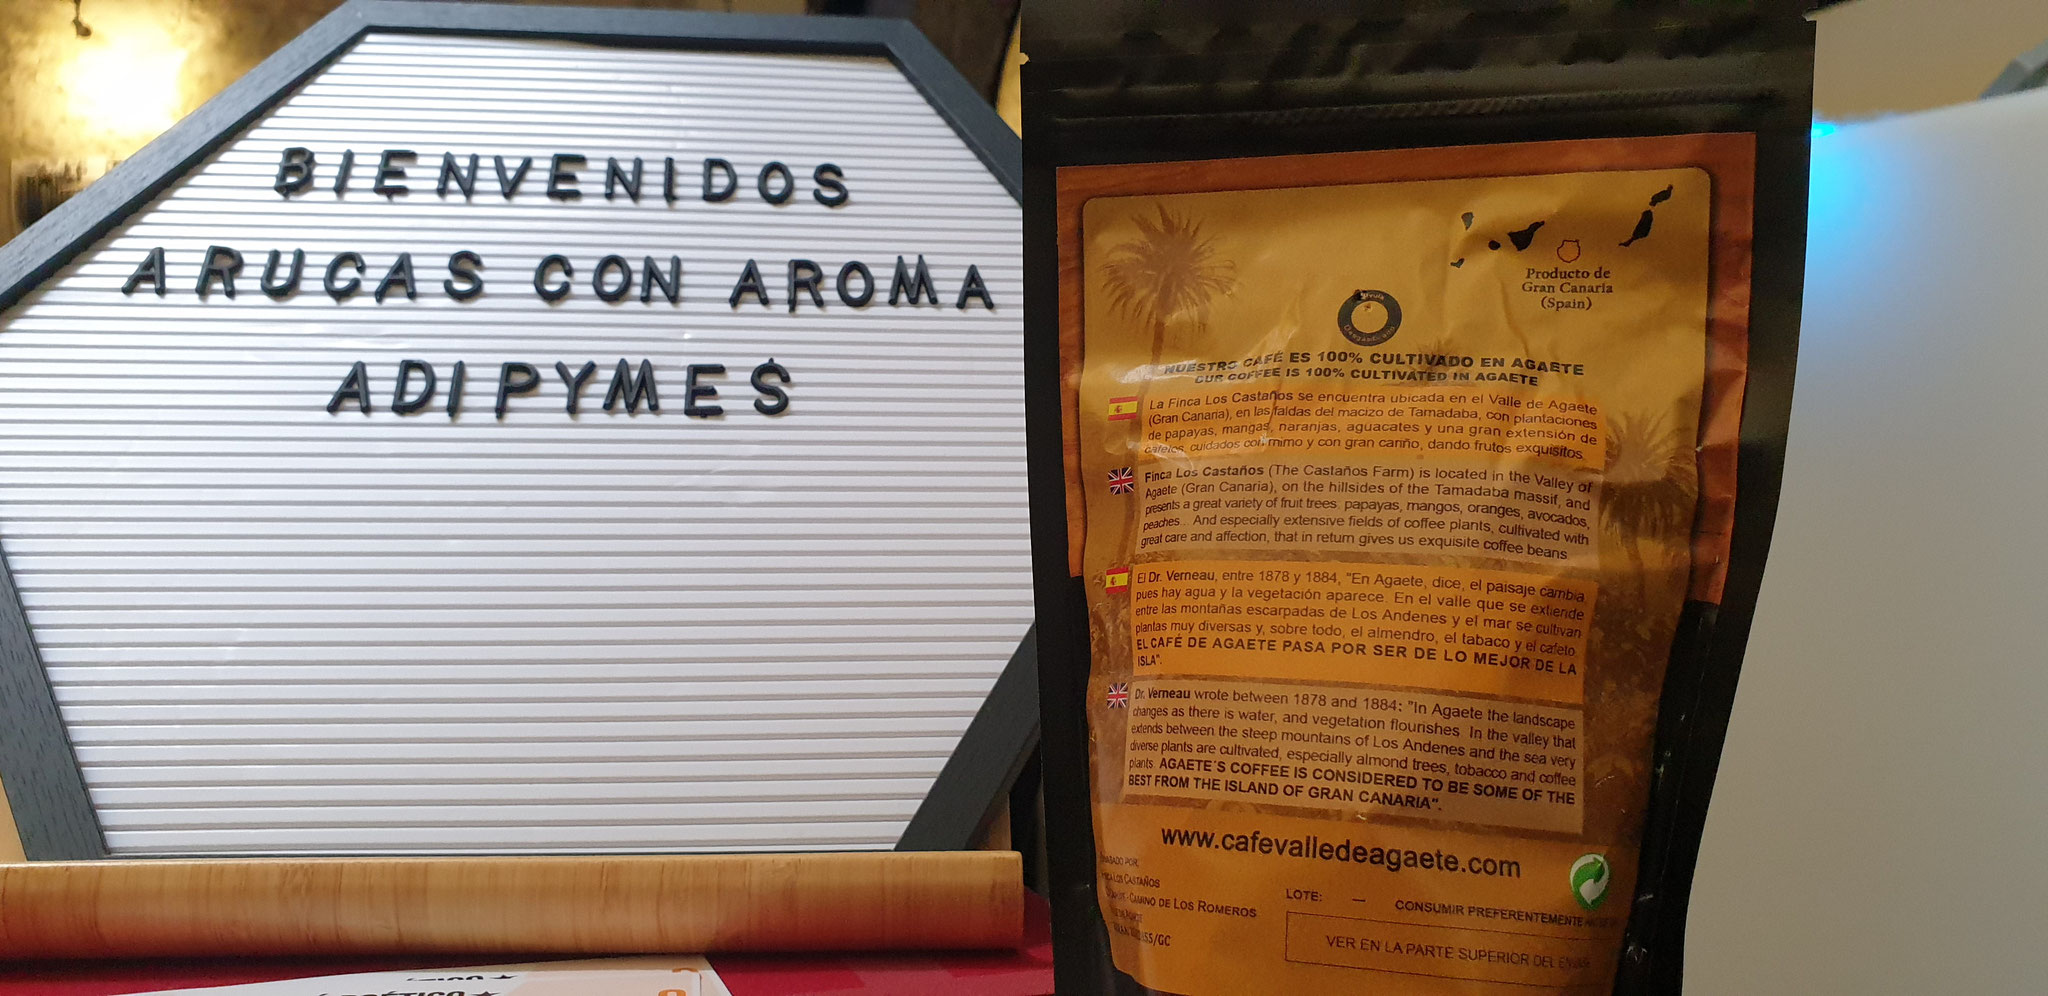 BIENVENIDOS
ARUCAS CON AROMA
ADIPYMES
Producto de
Gran Canaria
(Spain)
NUESTRO CAFÉ ES 100% CULTIVADO EN AGAETE
OUR COFFEE IS 100% CULTIVATED IN AGAETE
La Finca Los Castaños se encuentra ubicada en el Valle de Agaete
(Gran Canaria), en las faldas del macizo de Tamadaba, con plantaciones
de papayas, mangas, naranjas, aguacates y una gran extensión de
cafetos, cuidados con mimo y con gran cariño, dando frutos exquisitos.
Finca Los Castaños (The Castaños Farm) is located in the Valley of
Agaete (Gran Canaria), on the hillsides of the Tamadaba massif, and
presents a great variety of fruit trees: papayas, mangos, oranges, avocados,
peaches... And especially extensive fields of coffee plants, cultivated with
great care and affection, that in return gives us exquisite coffee beans.
El Dr. Verneau, entre 1878 y 1884, "En Agaete, dice, el paisaje cambia,
pues hay agua y la vegetación aparece. En el valle que se extiende
entre las montañas escarpadas de Los Andenes y el mar se cultivan
plantas muy diversas y, sobre todo, el almendro, el tabaco y el cafeto.
EL CAFÉ DE AGAETE PASA POR SER DE LO MEJOR DE LA
ISLA".
Dr. Verneau wrote between 1878 and 1884: "In Agaete the landscape
changes as there is water, and vegetation flourishes. In the valley that
extends between the steep mountains of Los Andenes and the sea very
diverse plants are cultivated, especially almond trees, tobacco and coffee
plants. AGAETE´S COFFEE IS CONSIDERED TO BE SOME OF THE
BEST FROM THE ISLAND OF GRAN CANARIA".
www.cafevalledeagaete.com
POR:
LOS CASTAÑOS
CAMINO DE LOS ROMEROS
LOTE: — CONSUMIR PREFERENTEMENTE
VER EN LA PARTE SUPERIOR DEL